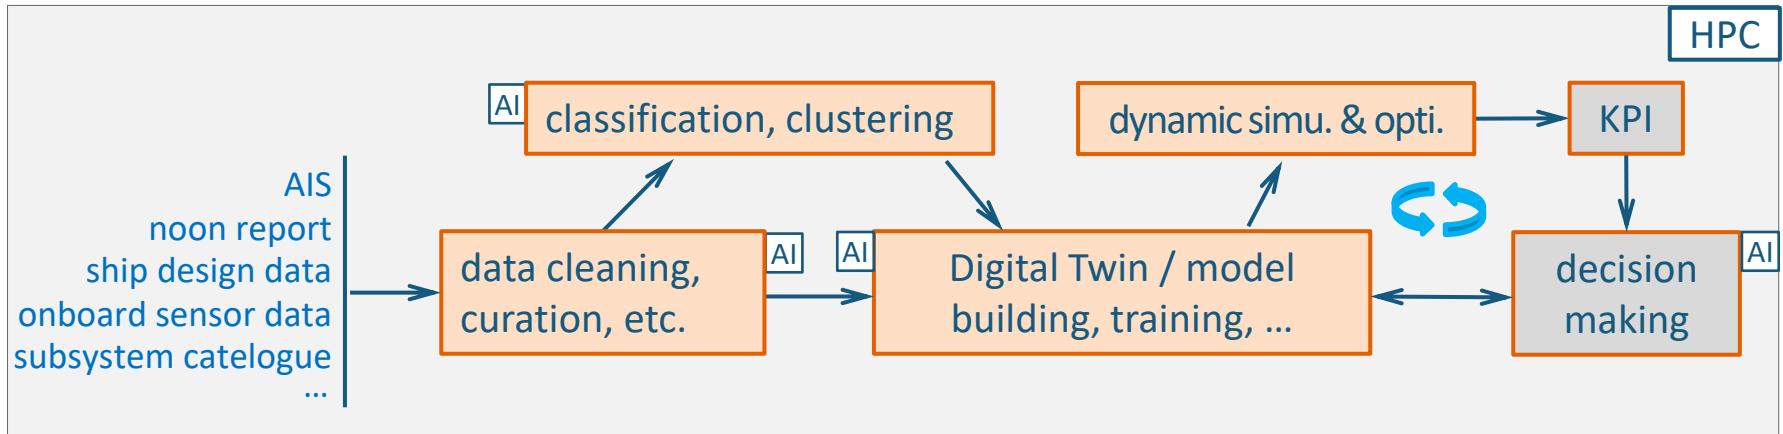 HPC
AI
classification, clustering
dynamic simu. & opti.
KPI
AIS
noon report
ship design data
onboard sensor data
subsystem catelogue
...
data cleaning,
curation, etc.
AI
AI
Digital Twin / model
building, training, ...
decision
making
AI